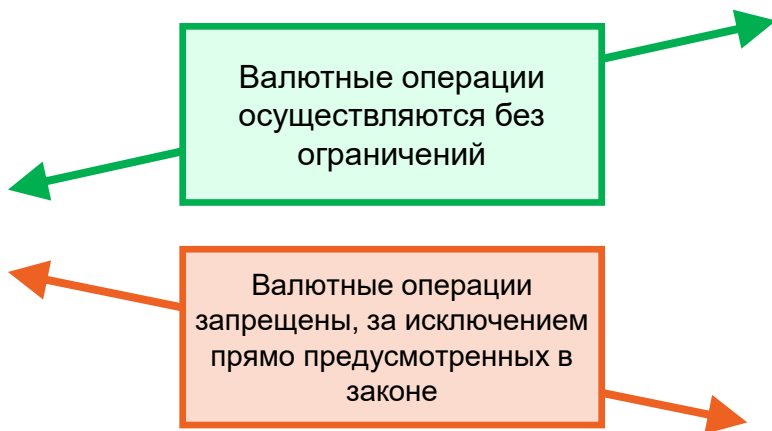 Валютные операции
осуществляются без
ограничений
Валютные операции
запрещены, за исключением
прямо предусмотренных в
законе